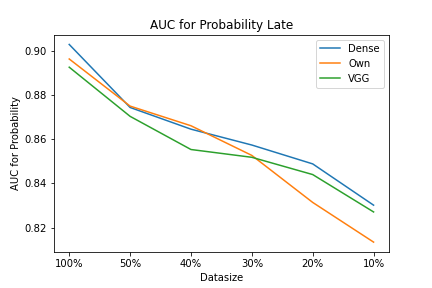 AUC for Probability Late
AUC for Probability
0.90
0.88
0.86
0.84
0.82
Dense
Own
VGG
100% 50% 40% 30% 20% 10%
Datasize